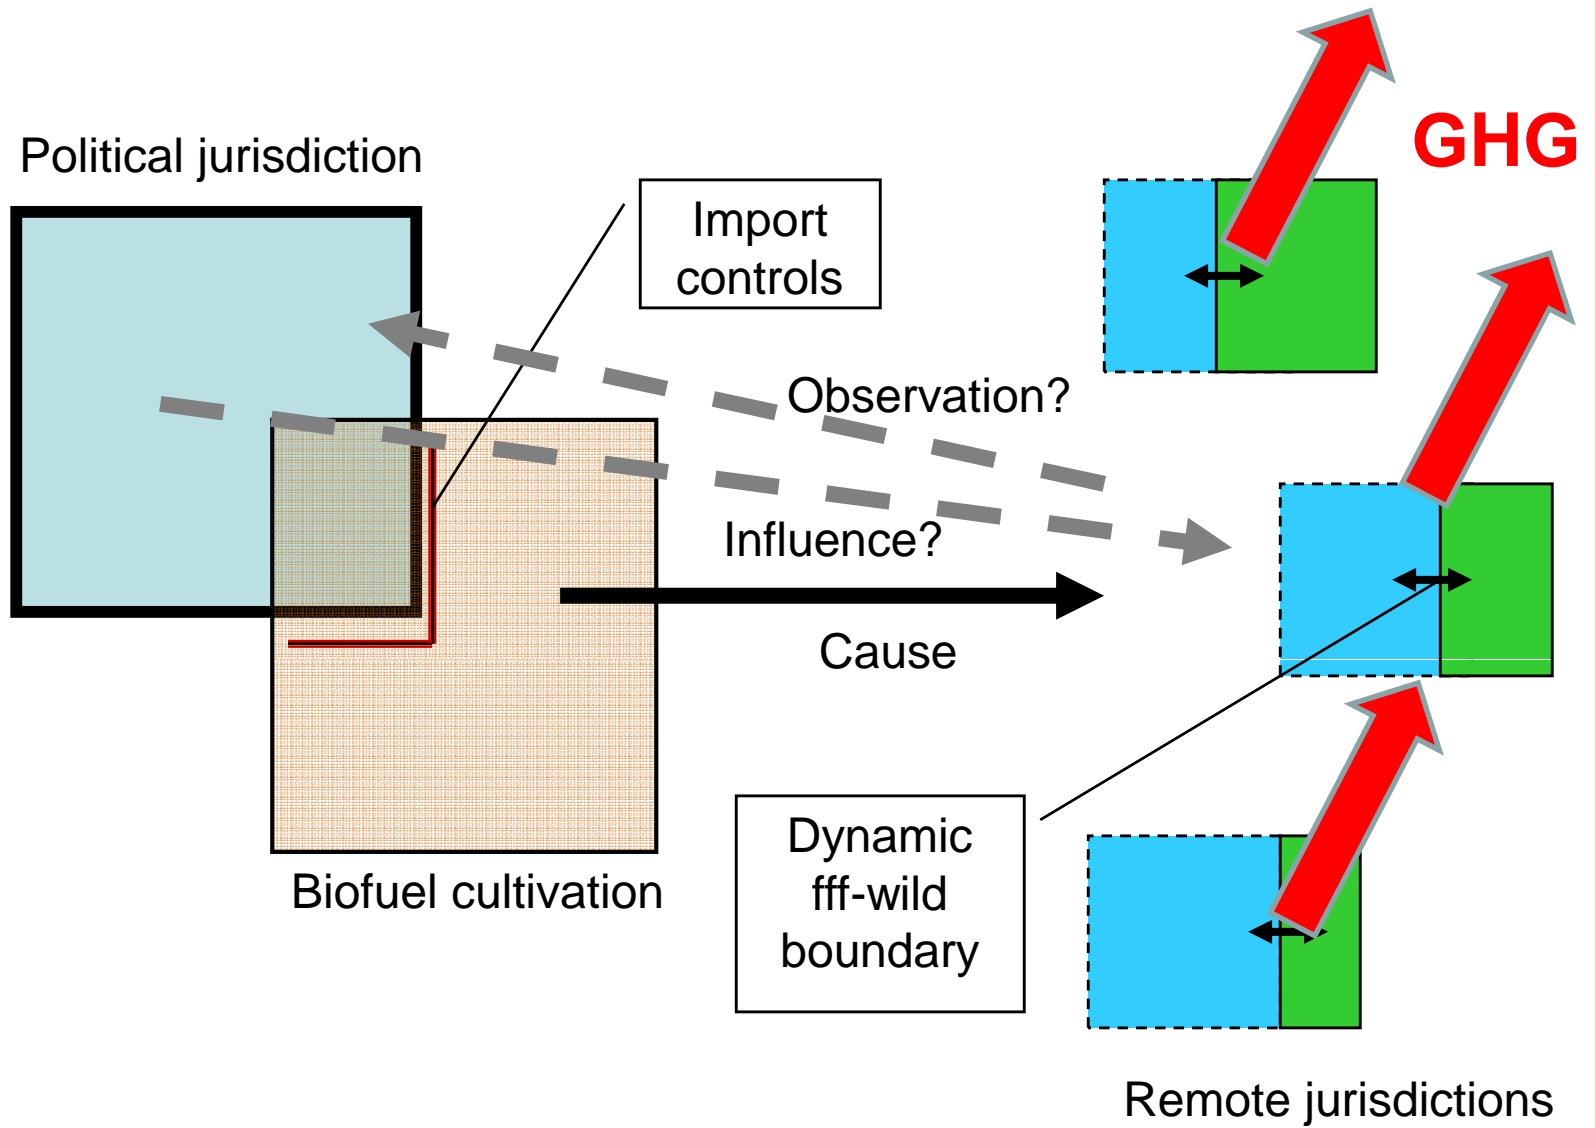 GHG
Political jurisdiction
Import
controls
Observation?
Influence?
Cause
Dynamic
fff-wild
boundary
Biofuel cultivation
Remote jurisdictions